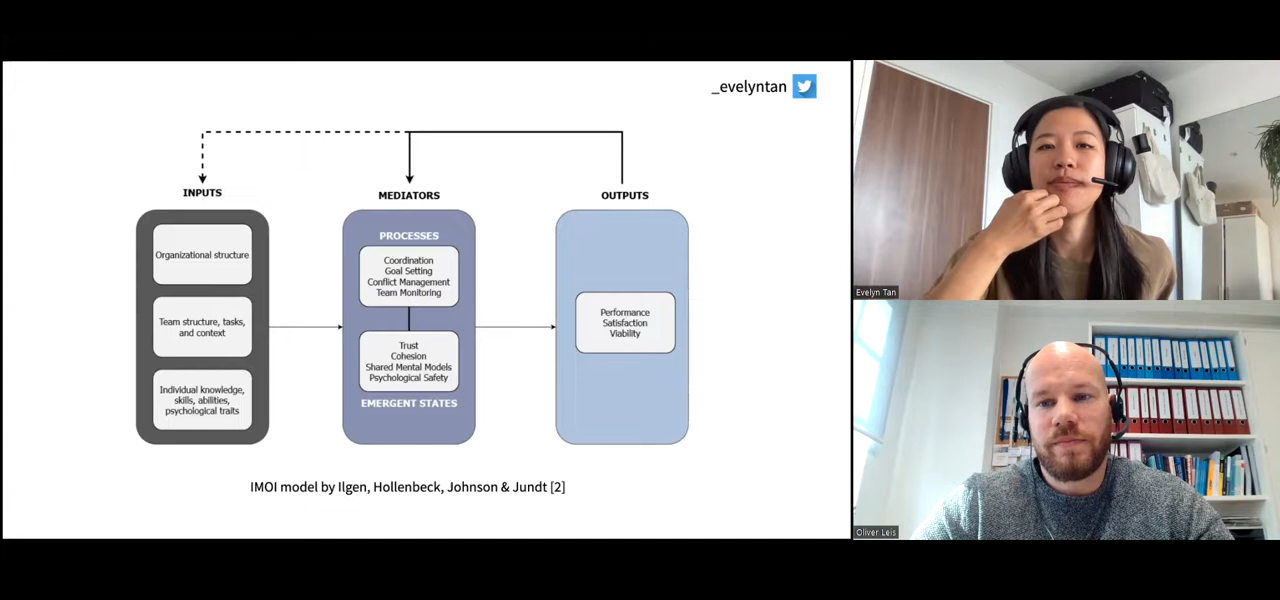 _evelyntan
INPUTS
MEDIATORS
OUTPUTS
Organizational structure
Team structure, tasks,
and context
Individual knowledge,
skills, abilities,
psychological traits
PROCESSES
Coordination
Goal Setting
Conflict Management
Team Monitoring
Trust
Cohesion
Shared Mental Models
Psychological Safety
EMERGENT STATES
Performance
Satisfaction
Viability
IMOI model by Ilgen, Hollenbeck, Johnson & Jundt [2]
Evelyn Tan
Oliver Leis